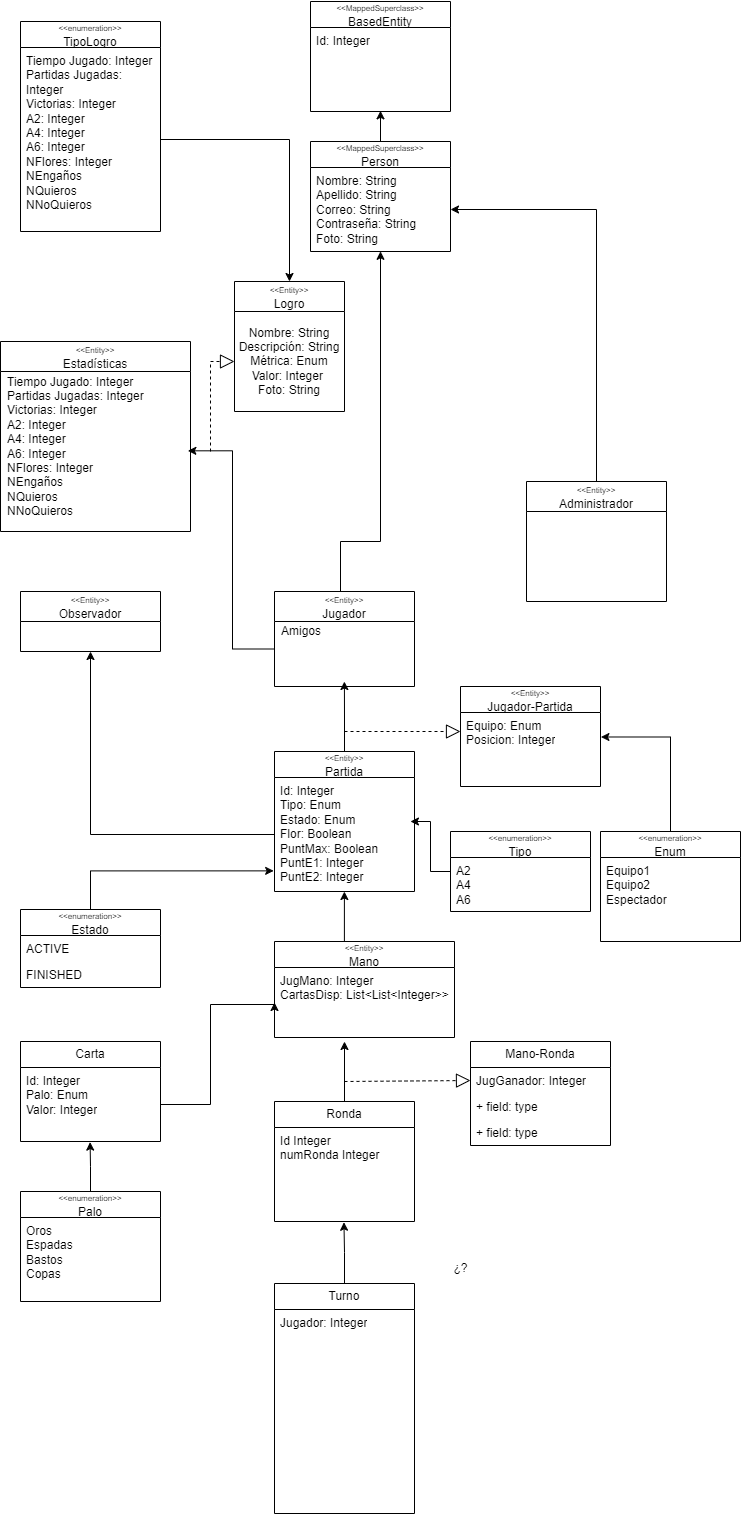 <<enumeration>>
TipoLogro
Tiempo Jugado: Integer
Partidas Jugadas:
Integer
Victorias: Integer
A2: Integer
A4: Integer
A6: Integer
NFlores: Integer
NEngaños
NQuieros
NNoQuieros
<<MappedSuperclass>>
BasedEntity
Id: Integer
<<MappedSuperclass>>
Person
Nombre: String
Apellido: String
Correo: String
Contraseña: String
Foto: String
<<Entity>>
Logro
Nombre: String
Descripción: String
Métrica: Enum
Valor: Integer
Foto: String
<<Entity>>
Estadísticas
Tiempo Jugado: Integer
Partidas Jugadas: Integer
Victorias: Integer
A2: Integer
A4: Integer
A6: Integer
NFlores: Integer
NEngaños
NQuieros
NNoQuieros
<<Entity>>
Administrador
<<Entity>>
Observador
<<Entity>>
Jugador
Amigos
<<Entity>>
Jugador-Partida
Equipo: Enum
Posicion: Integer
<<Entity>>
Partida
Id: Integer
Tipo: Enum
Estado: Enum
Flor: Boolean
PuntMax: Boolean
PuntE1: Integer
PuntE2: Integer
<<enumeration>>
Tipo
A2
A4
A6
<<enumeration>>
Enum
Equipo1
Equipo2
Espectador
<<enumeration>>
Estado
ACTIVE
FINISHED
<<Entity>>
Mano
JugMano: Integer
CartasDisp: List<List<Integer>>
Carta
Id: Integer
Palo: Enum
Valor: Integer
Mano-Ronda
JugGanador: Integer
+ field: type
+ field: type
Ronda
Id Integer
numRonda Integer
<<enumeration>>
Palo
Oros
Espadas
Bastos
Copas
¿?
Turno
Jugador: Integer